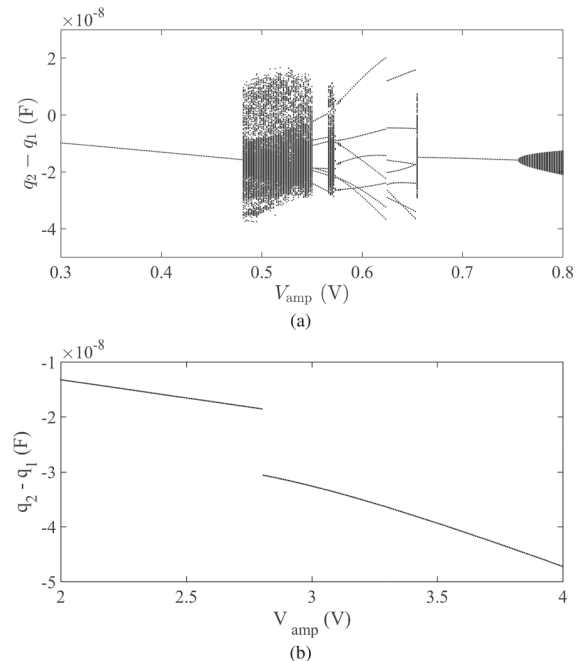 ×10⁻⁸
2
0
-2
-4
q₂ − q₁ (F)
0.3 0.4 0.5 0.6 0.7 0.8
V_amp (V)
(a)
×10⁻⁸
-1
-2
-3
-4
-5
q₂ - q₁ (F)
2 2.5 3 3.5 4
V_amp (V)
(b)